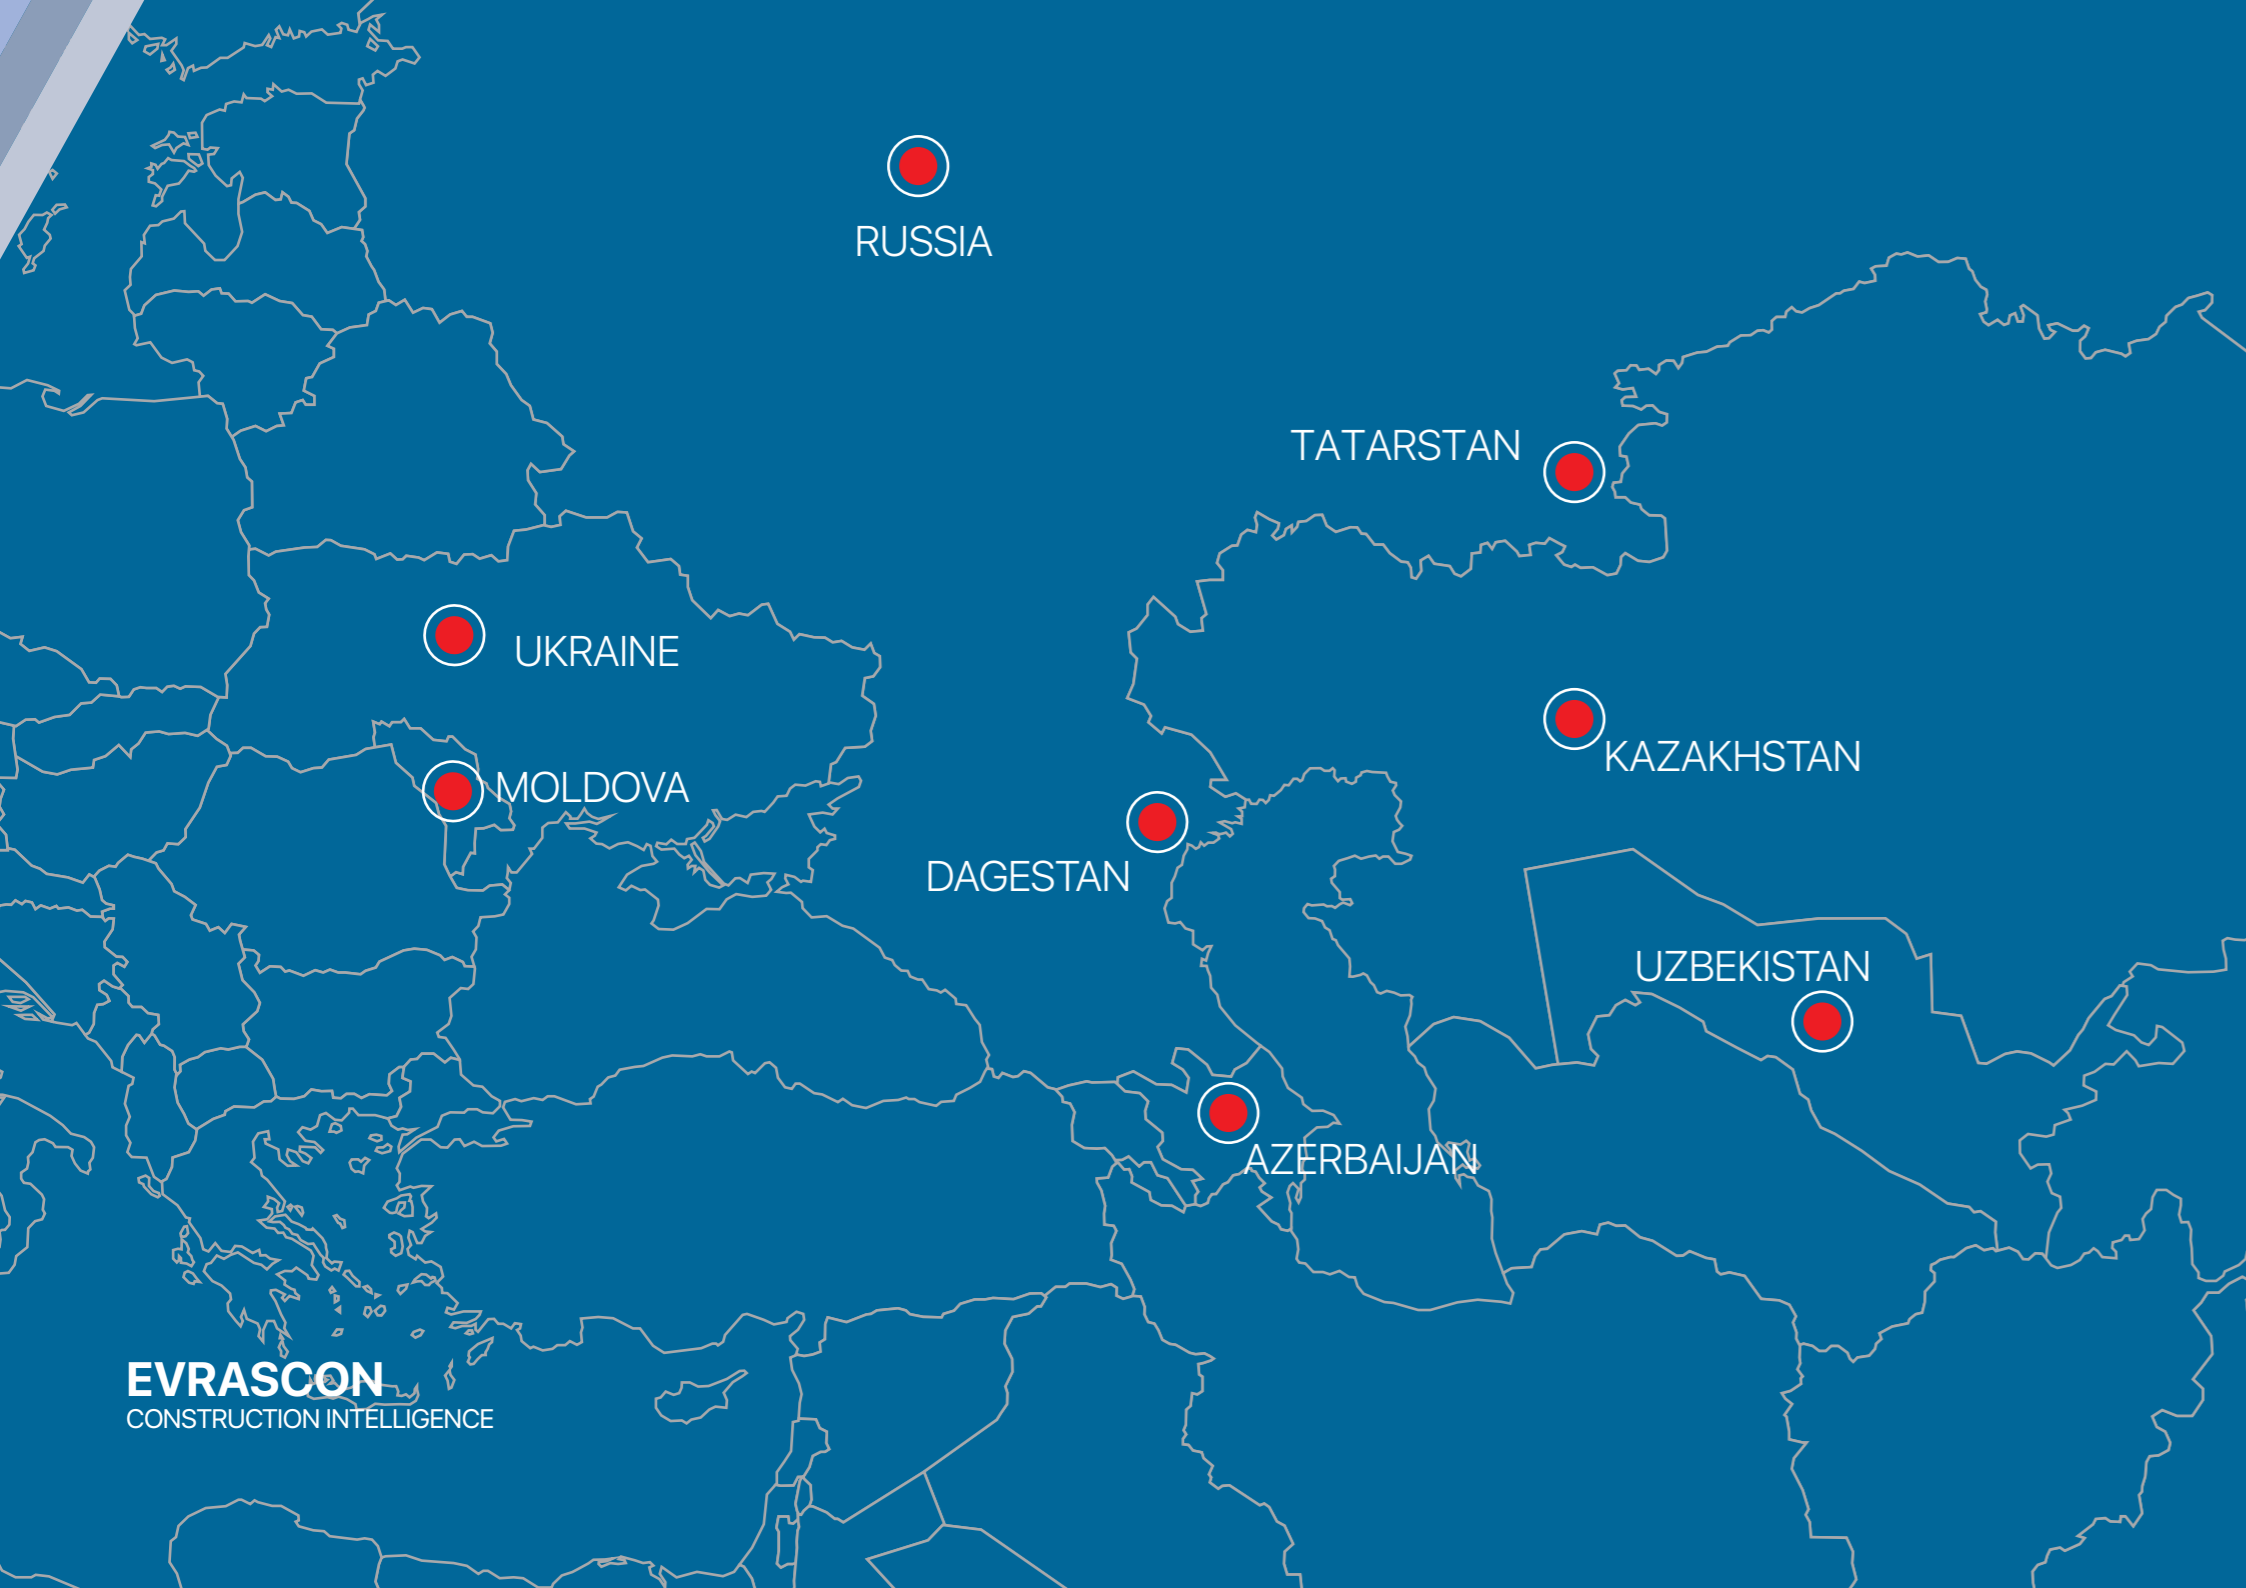 RUSSIA
TATARSTAN
UKRAINE
KAZAKHSTAN
MOLDOVA
DAGESTAN
UZBEKISTAN
AZERBAIJAN
EVRASCON
CONSTRUCTION INTELLIGENCE